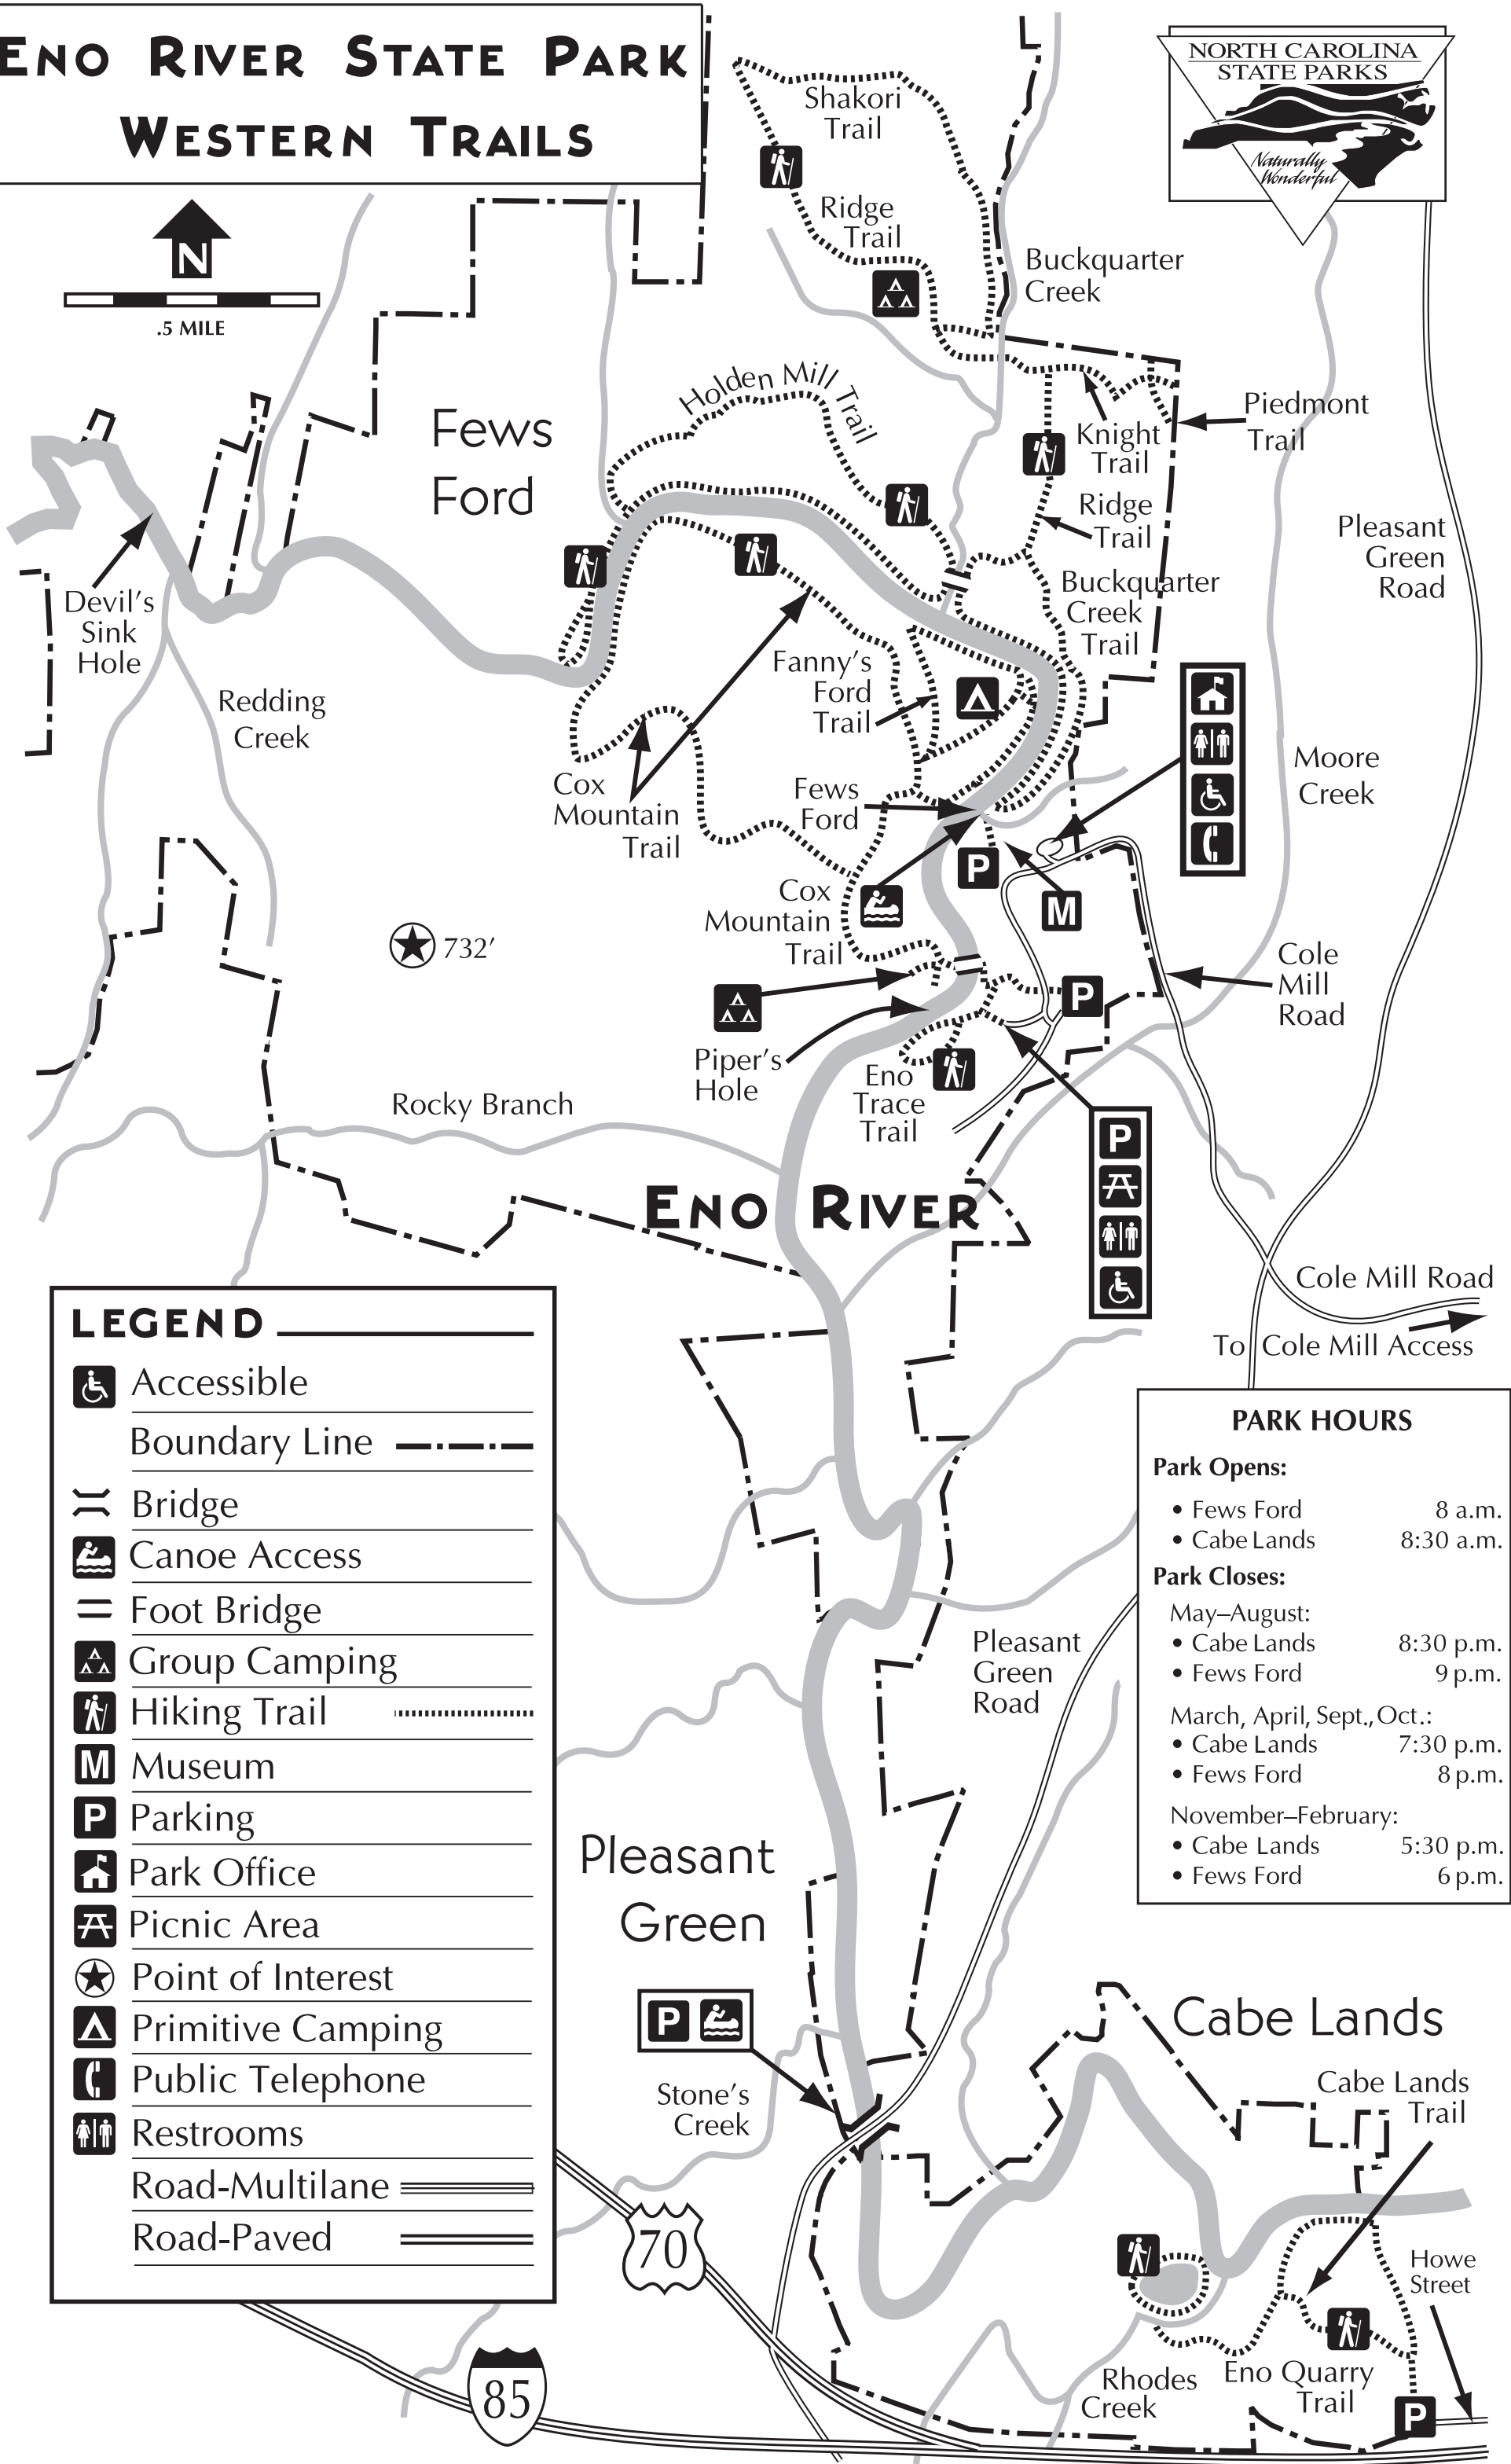 ENO RIVER STATE PARK
WESTERN TRAILS
NORTH CAROLINA
STATE PARKS
Naturally
Wonderful
N
.5 MILE
Shakori
Trail
Ridge
Trail
Buckquarter
Creek
Holden Mill Trail
Fews
Ford
Knight
Trail
Piedmont
Trail
Ridge
Trail
Pleasant
Green
Road
Devil's
Sink
Hole
Buckquarter
Creek
Trail
Redding
Creek
Fanny's
Ford
Trail
Cox
Mountain
Trail
Fews
Ford
Moore
Creek
P
M
Cox
Mountain
Trail
732'
Cole
Mill
Road
P
Piper's
Hole
Eno
Trace
Trail
Rocky Branch
P
ENO RIVER
Cole Mill Road
To Cole Mill Access
LEGEND
Accessible
Boundary Line
Bridge
Canoe Access
Foot Bridge
Group Camping
Hiking Trail
M Museum
P Parking
Park Office
Picnic Area
Point of Interest
Primitive Camping
Public Telephone
Restrooms
Road-Multilane
Road-Paved
PARK HOURS
Park Opens:
• Fews Ford 8 a.m.
• Cabe Lands 8:30 a.m.
Park Closes:
May–August:
• Cabe Lands 8:30 p.m.
• Fews Ford 9 p.m.
March, April, Sept., Oct.:
• Cabe Lands 7:30 p.m.
• Fews Ford 8 p.m.
November–February:
• Cabe Lands 5:30 p.m.
• Fews Ford 6 p.m.
Pleasant
Green
Road
Pleasant
Green
P
Stone's
Creek
Cabe Lands
Cabe Lands
Trail
70
Howe
Street
85
Rhodes
Creek
Eno Quarry
Trail
P